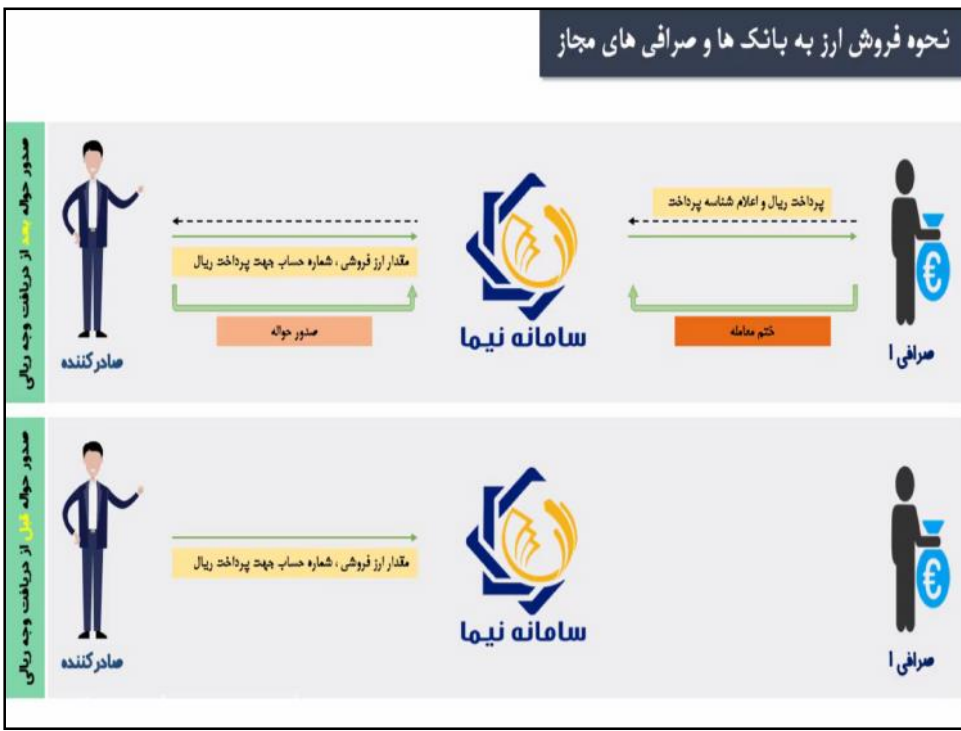 نحوه فروش ارز به بانک ها و صرافی های مجاز
صدور حواله بعد از دریافت وجه ریالی
پرداخت ریال و اعلام شناسه پرداخت
مقدار ارز فروشی ، شماره حساب جهت پرداخت ریال
ختم معامله
صدور حواله
صرافی ا
سامانه نیما
صادرکننده
صدور حواله قبل از دریافت وجه ریالی
مقدار ارز فروشی ، شماره حساب جهت پرداخت ریال
صرافی ا
سامانه نیما
صادرکننده